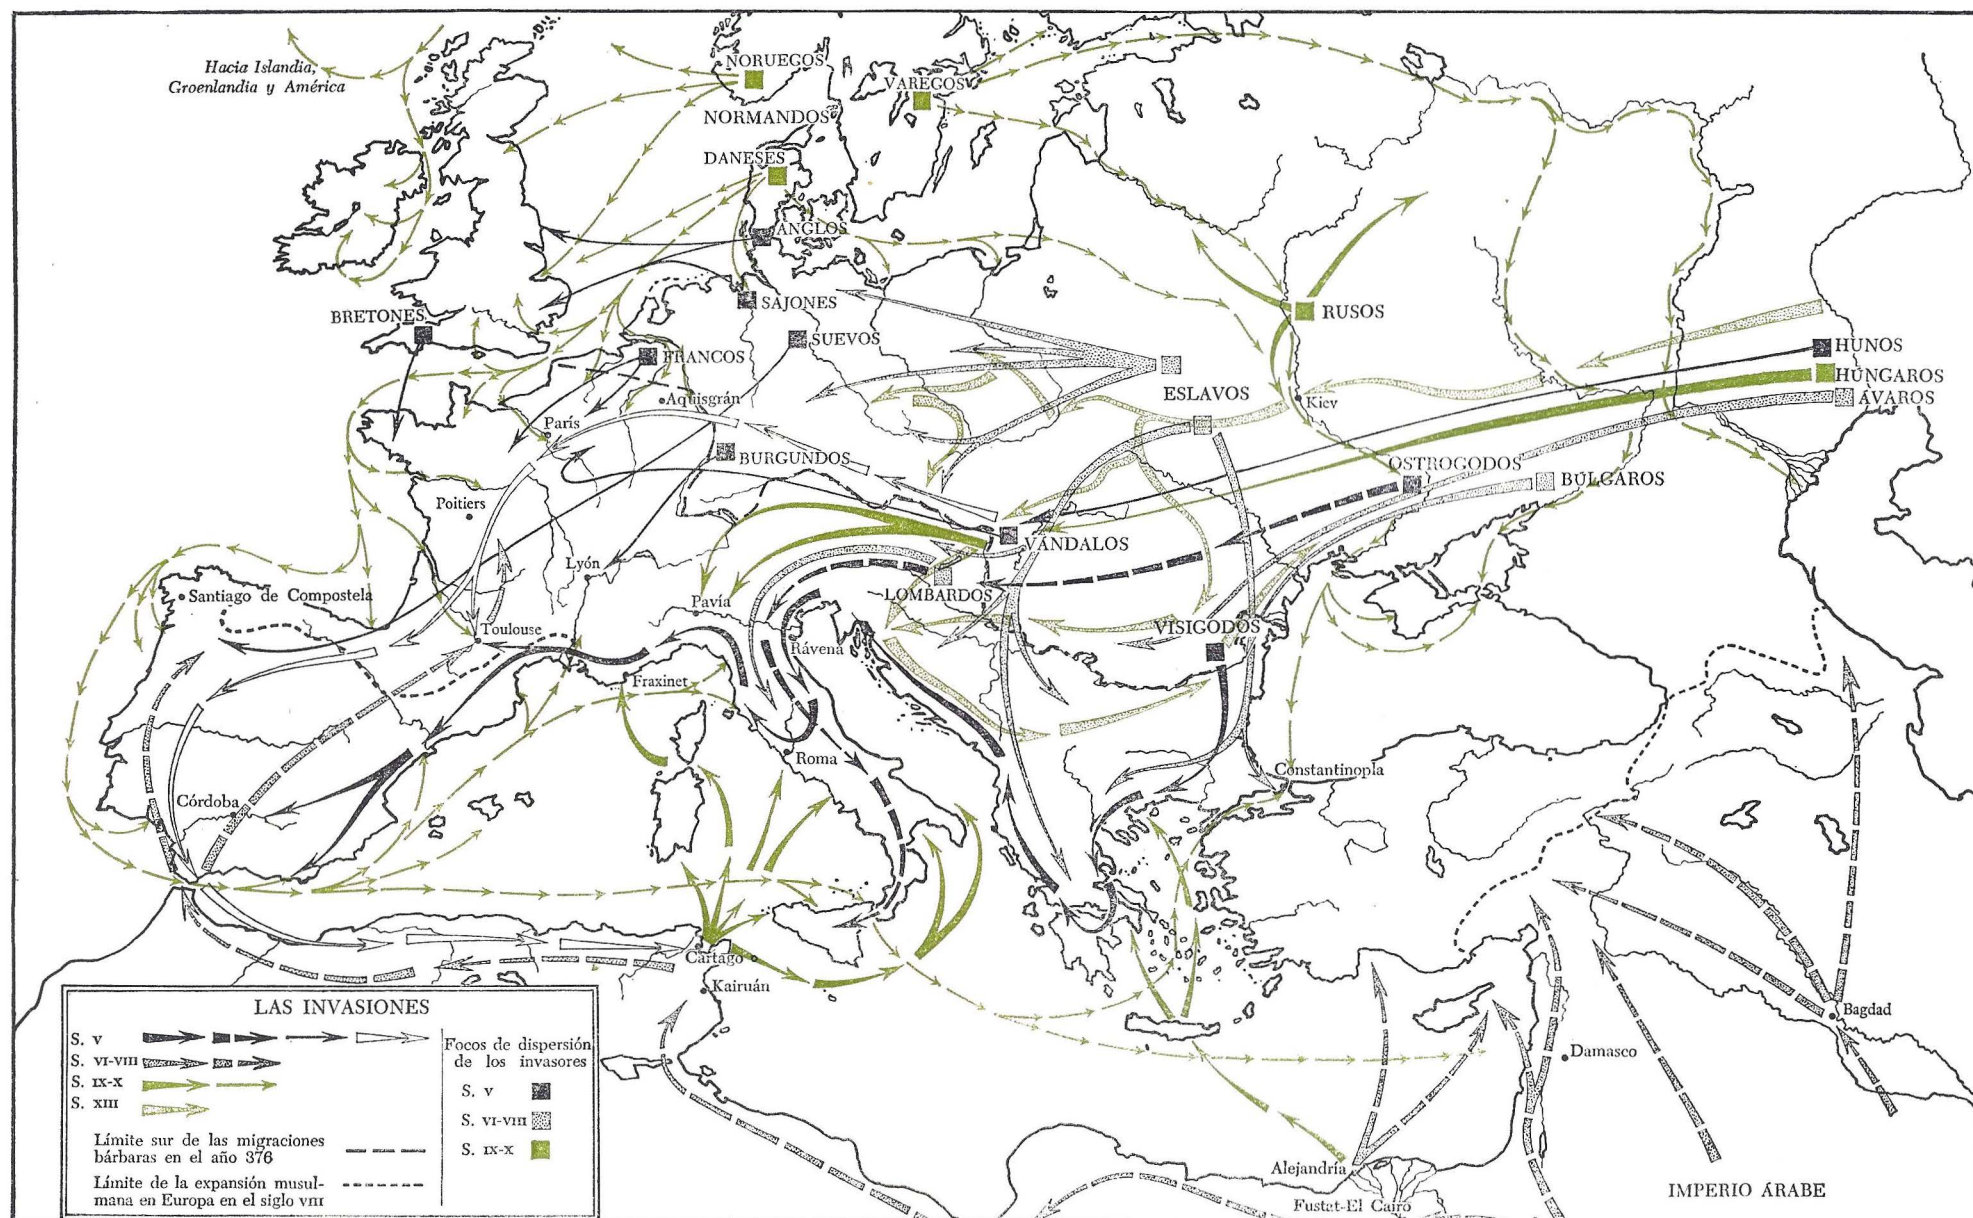 Hacia Islandia,
Groenlandia y América
NORUEGOS
VAREGOS
NORMANDOS
DANESES
ANGLOS
SAJONES
BRETONES
SUEVOS
FRANCOS
RUSOS
HUNOS
HÚNGAROS
ÁVAROS
ESLAVOS
Aquisgrán
Kiev
París
BURGUNDOS
OSTROGODOS
BÚLGAROS
Poitiers
VÁNDALOS
Lyón
LOMBARDOS
Santiago de Compostela
Pavía
Toulouse
VISIGODOS
Rávena
Fraxinet
Roma
Constantinopla
Córdoba
Cartago
Kairuán
Bagdad
Damasco
Alejandría
Fustat-El Cairo
IMPERIO ÁRABE
LAS INVASIONES
S. V
S. VI-VIII
S. IX-X
S. XIII
Límite sur de las migraciones
bárbaras en el año 376
Límite de la expansión musul-
mana en Europa en el siglo VIII
Focos de dispersión
de los invasores
S. V
S. VI-VIII
S. IX-X